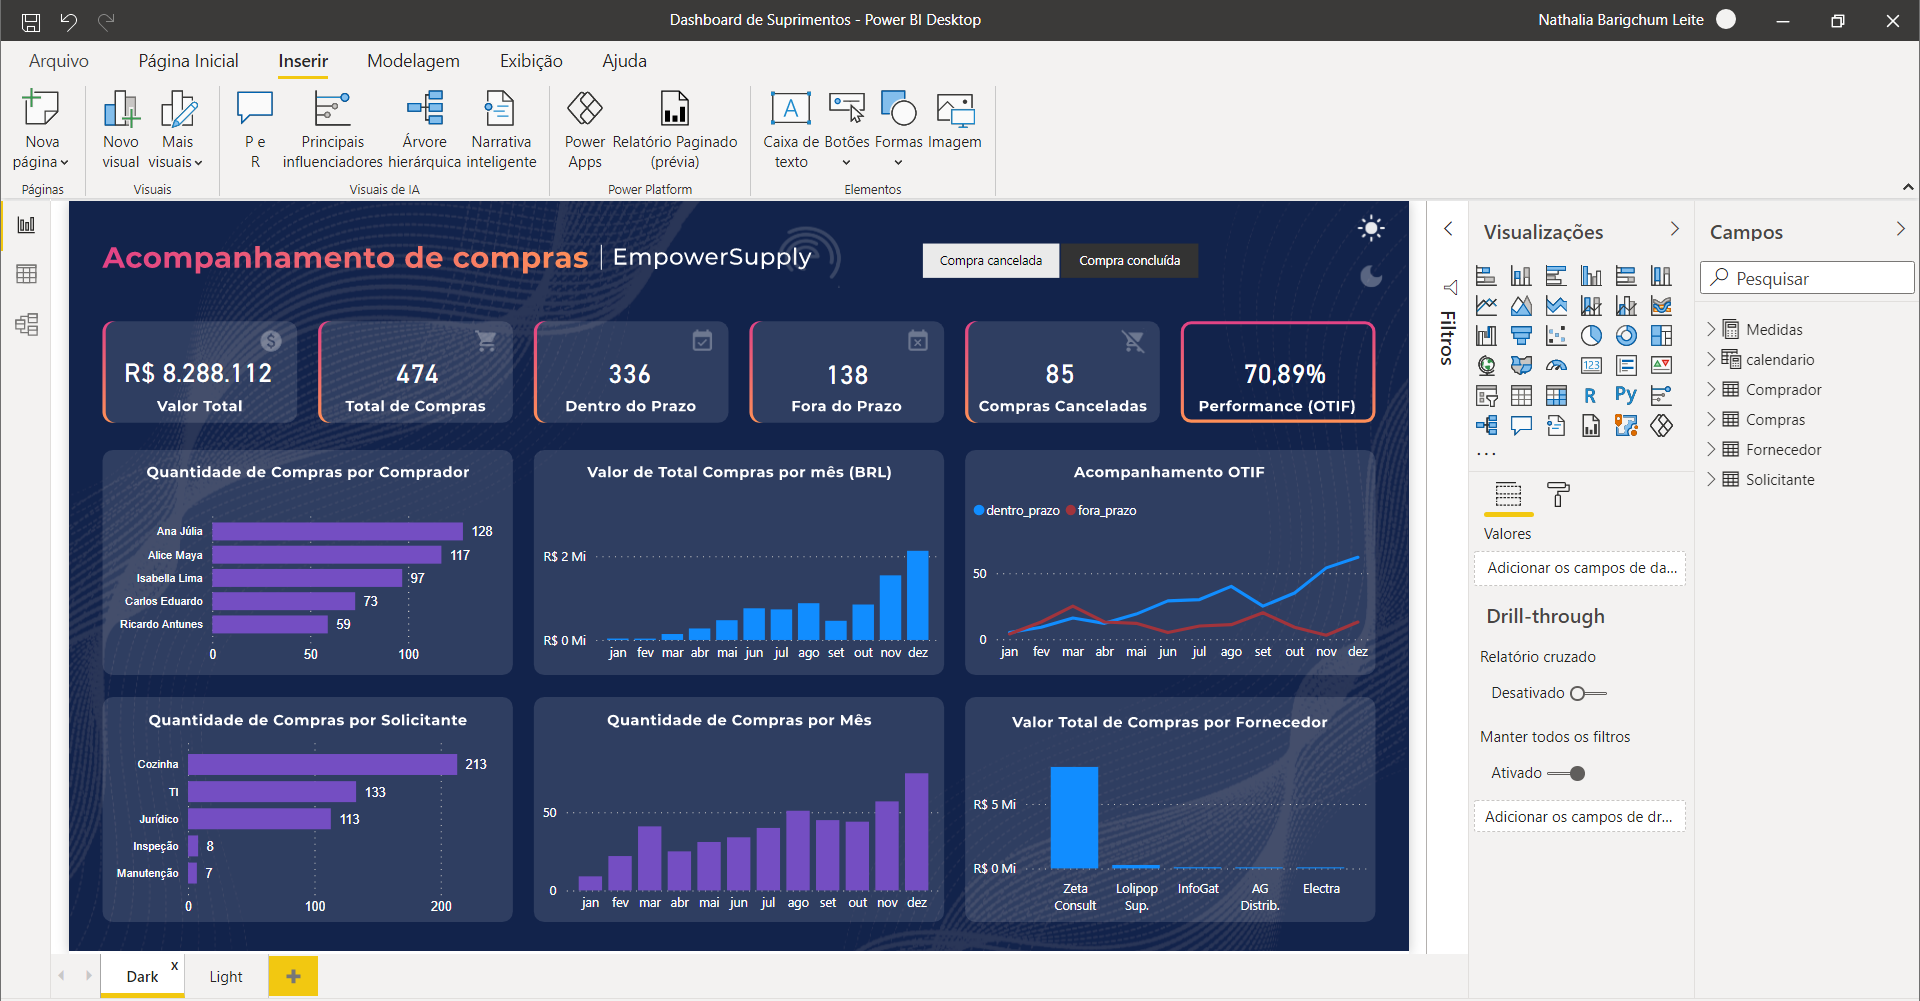 Dashboard de Suprimentos - Power BI Desktop
Nathalia Barigchum Leite
Arquivo
Página Inicial
Inserir
Modelagem
Exibição
Ajuda
Nova
página
Páginas
Novo
visual
Mais
visuais
Visuais
P e
R
Principais
influenciadores
Árvore
hierárquica
Narrativa
inteligente
Visuais de IA
Power
Apps
Relatório Paginado
(prévia)
Power Platform
A
Caixa de
texto
Botões
Formas
Imagem
Elementos
Acompanhamento de compras | EmpowerSupply
Compra cancelada
Compra concluída
R$ 8.288.112
Valor Total
474
Total de Compras
336
Dentro do Prazo
138
Fora do Prazo
85
Compras Canceladas
70,89%
Performance (OTIF)
Quantidade de Compras por Comprador
Ana Júlia 128
Alice Maya 117
Isabella Lima 97
Carlos Eduardo 73
Ricardo Antunes 59
0 50 100
Valor de Total Compras por mês (BRL)
R$ 2 Mi
R$ 0 Mi
jan fev mar abr mai jun jul ago set out nov dez
Acompanhamento OTIF
dentro_prazo fora_prazo
50
0
jan fev mar abr mai jun jul ago set out nov dez
Quantidade de Compras por Solicitante
Cozinha 213
TI 133
Jurídico 113
Inspeção 8
Manutenção 7
0 100 200
Quantidade de Compras por Mês
50
0
jan fev mar abr mai jun jul ago set out nov dez
Valor Total de Compras por Fornecedor
R$ 5 Mi
R$ 0 Mi
Zeta
Consult
Lolipop
Sup.
InfoGat
AG
Distrib.
Electra
Filtros
Visualizações
123
R
Py
...
Valores
Adicionar os campos de da...
Drill-through
Relatório cruzado
Desativado
Manter todos os filtros
Ativado
Adicionar os campos de dr...
Campos
Pesquisar
Medidas
calendario
Comprador
Compras
Fornecedor
Solicitante
Dark
x
Light
+